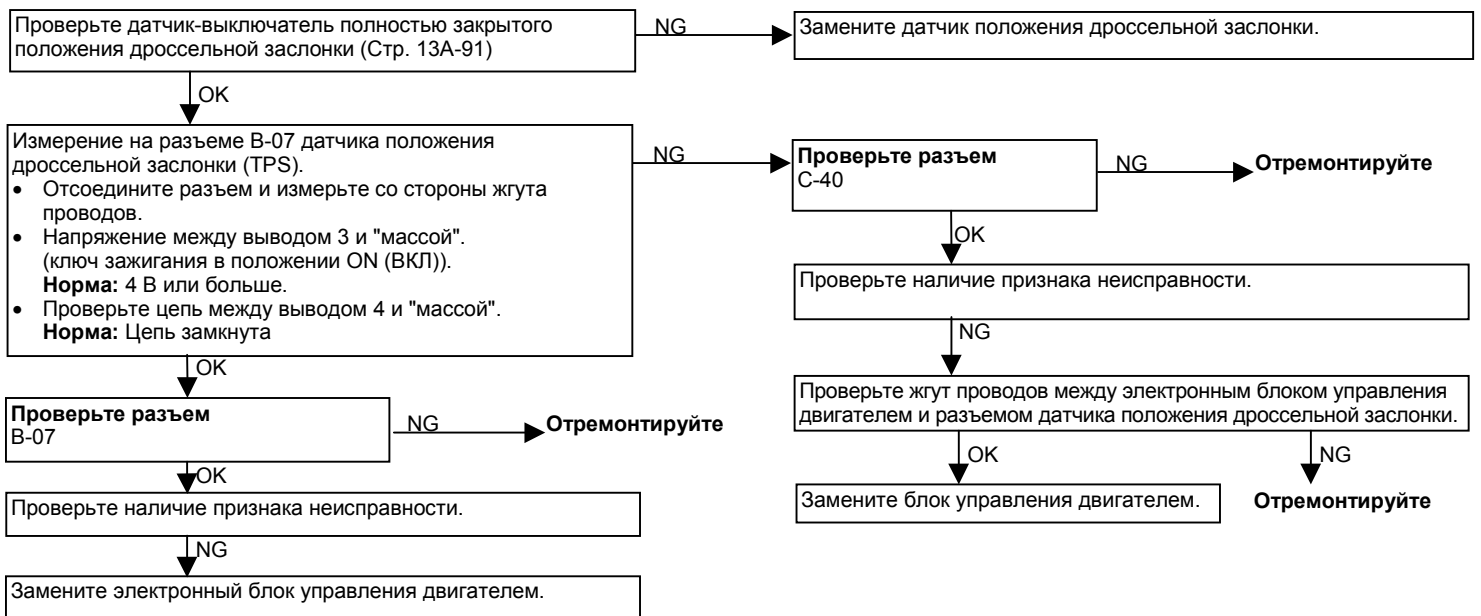 Проверьте датчик-выключатель полностью закрытого
положения дроссельной заслонки (Стр. 13A-91)
NG
Замените датчик положения дроссельной заслонки.
OK
Измерение на разъеме B-07 датчика положения
дроссельной заслонки (TPS).
• Отсоедините разъем и измерьте со стороны жгута
проводов.
• Напряжение между выводом 3 и "массой".
(ключ зажигания в положении ON (ВКЛ)).
Норма: 4 В или больше.
• Проверьте цепь между выводом 4 и "массой".
Норма: Цепь замкнута
NG
Проверьте разъем
C-40
NG
Отремонтируйте
OK
Проверьте наличие признака неисправности.
NG
Проверьте жгут проводов между электронным блоком управления
двигателем и разъемом датчика положения дроссельной заслонки.
OK
NG
Замените блок управления двигателем.
Отремонтируйте
OK
Проверьте разъем
B-07
NG
Отремонтируйте
OK
Проверьте наличие признака неисправности.
NG
Замените электронный блок управления двигателем.